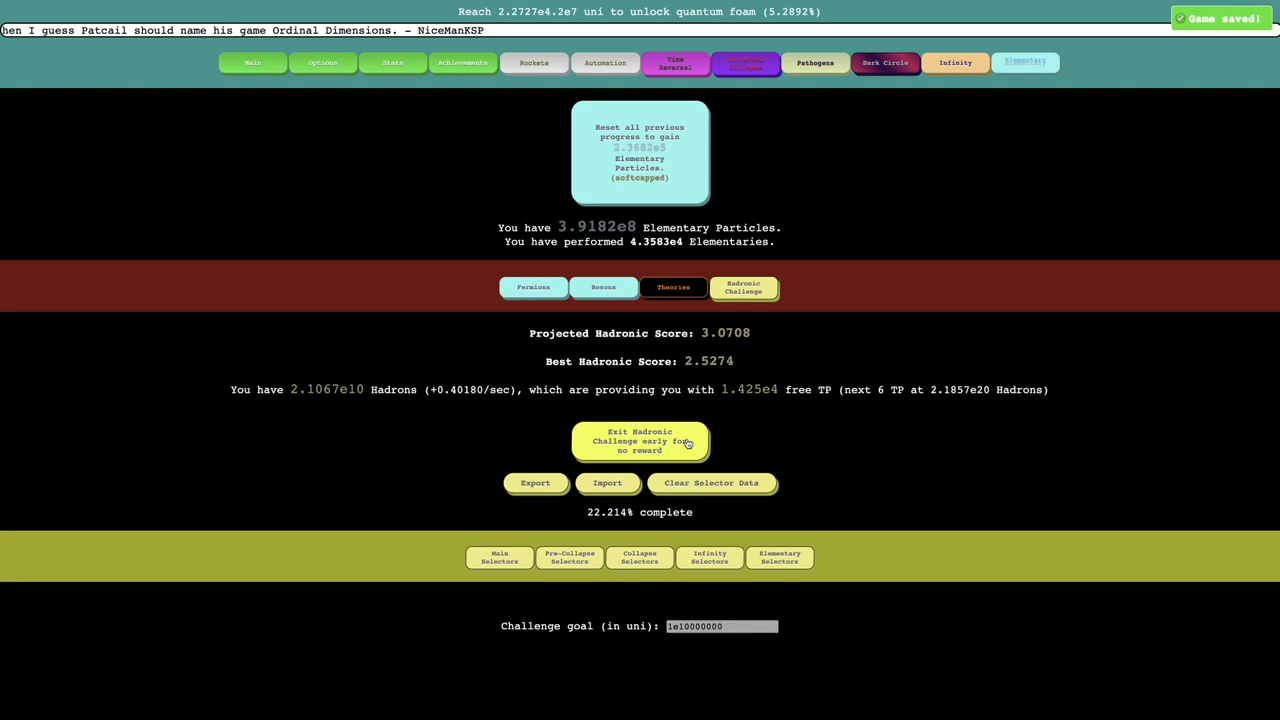 Reach 2.2727e4.2e7 uni to unlock quantum foam (5.2892%)
Game saved!
hen I guess Patcail should name his game Ordinal Dimensions. - NiceManKSP
Main
Options
Stats
Achievements
Rockets
Automation
Time
Reversal
Universal
Collapse
Pathogens
Dark Circle
Infinity
Elementary
Reset all previous
progress to gain
2.3682e5
Elementary
Particles.
(softcapped)
You have 3.9182e8 Elementary Particles.
You have performed 4.3583e4 Elementaries.
Fermions
Bosons
Theories
Hadronic
Challenge
Projected Hadronic Score: 3.0708
Best Hadronic Score: 2.5274
You have 2.1067e10 Hadrons (+0.40180/sec), which are providing you with 1.425e4 free TP (next 6 TP at 2.1857e20 Hadrons)
Exit Hadronic
Challenge early for
no reward
Export
Import
Clear Selector Data
22.214% complete
Main
Selectors
Pre-Collapse
Selectors
Collapse
Selectors
Infinity
Selectors
Elementary
Selectors
Challenge goal (in uni): 1e10000000